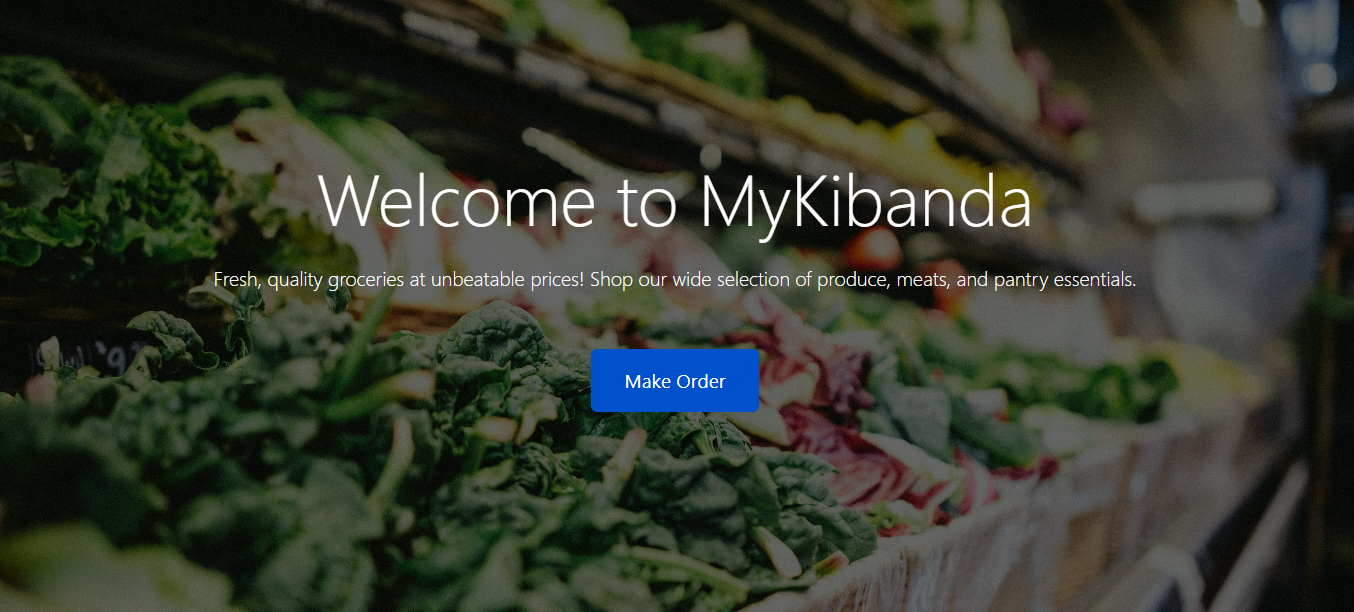 Welcome to MyKibanda
Fresh, quality groceries at unbeatable prices! Shop our wide selection of produce, meats, and pantry essentials.
Make Order